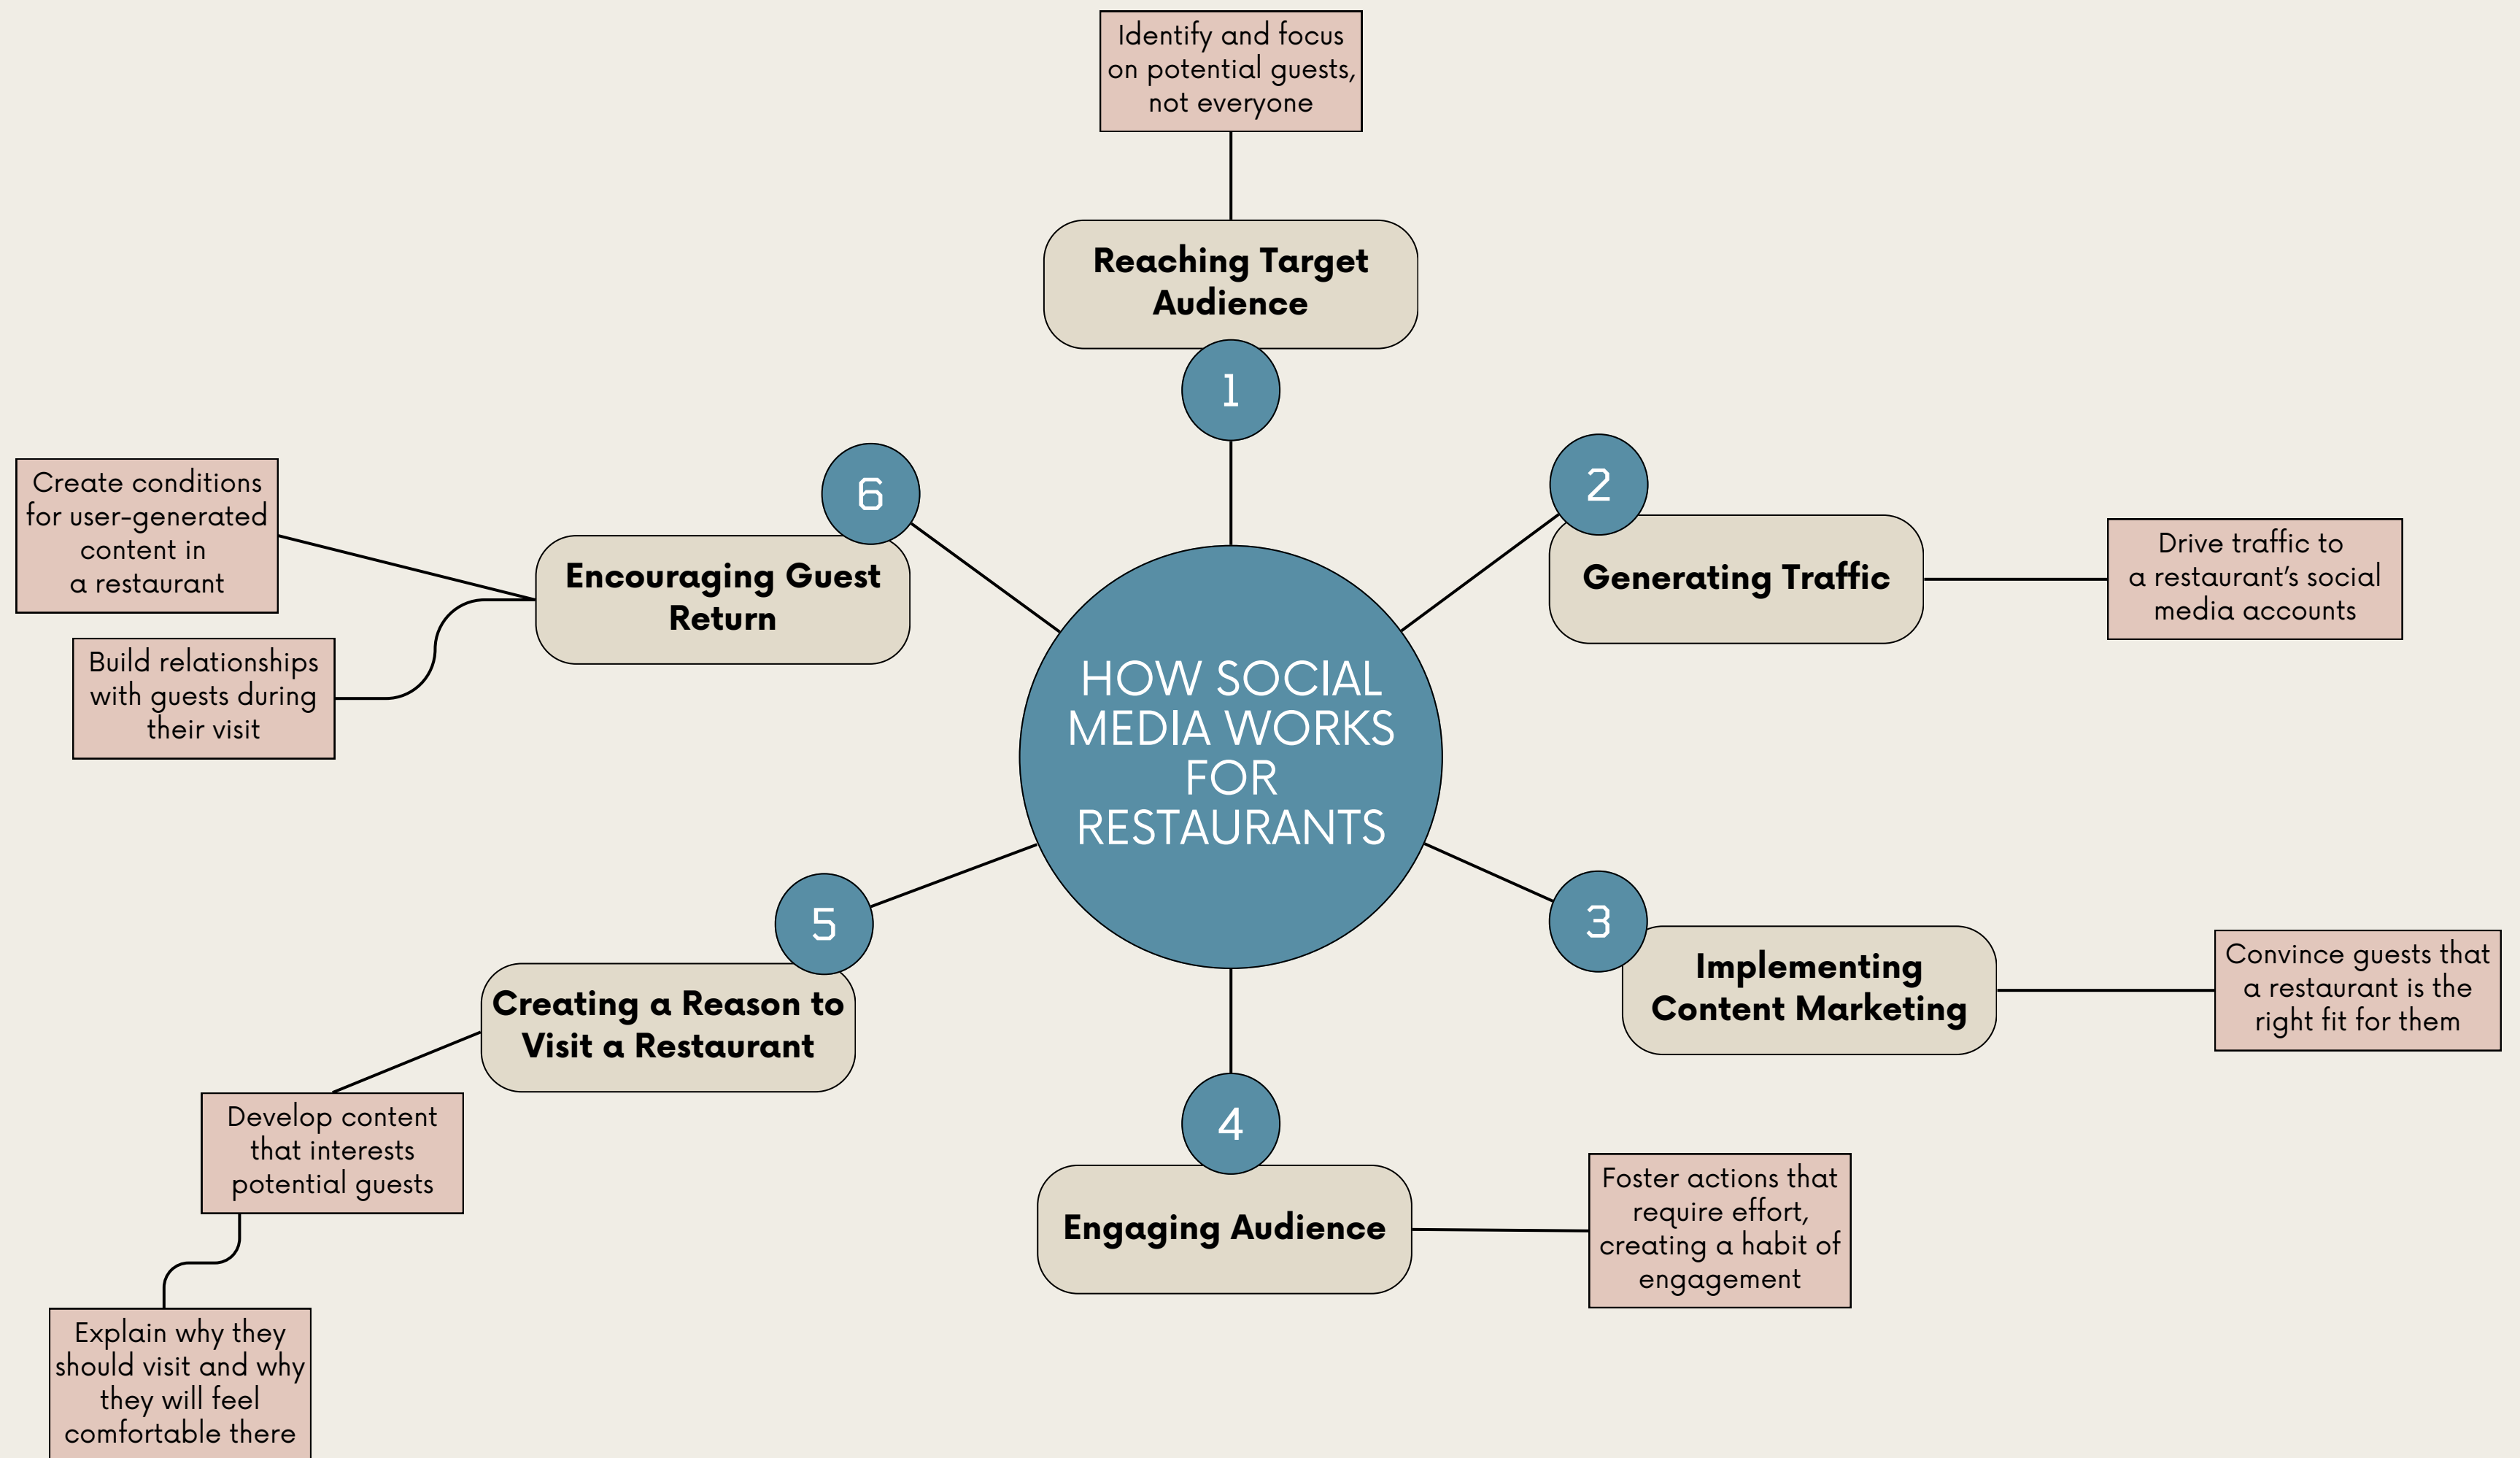 Identify and focus
on potential guests,
not everyone
Reaching Target
Audience
1
2
Generating Traffic
Drive traffic to
a restaurant’s social
media accounts
3
Implementing
Content Marketing
Convince guests that
a restaurant is the
right fit for them
4
Engaging Audience
Foster actions that
require effort,
creating a habit of
engagement
5
Creating a Reason to
Visit a Restaurant
Develop content
that interests
potential guests
Explain why they
should visit and why
they will feel
comfortable there
6
Encouraging Guest
Return
Create conditions
for user-generated
content in
a restaurant
Build relationships
with guests during
their visit
HOW SOCIAL
MEDIA WORKS
FOR
RESTAURANTS